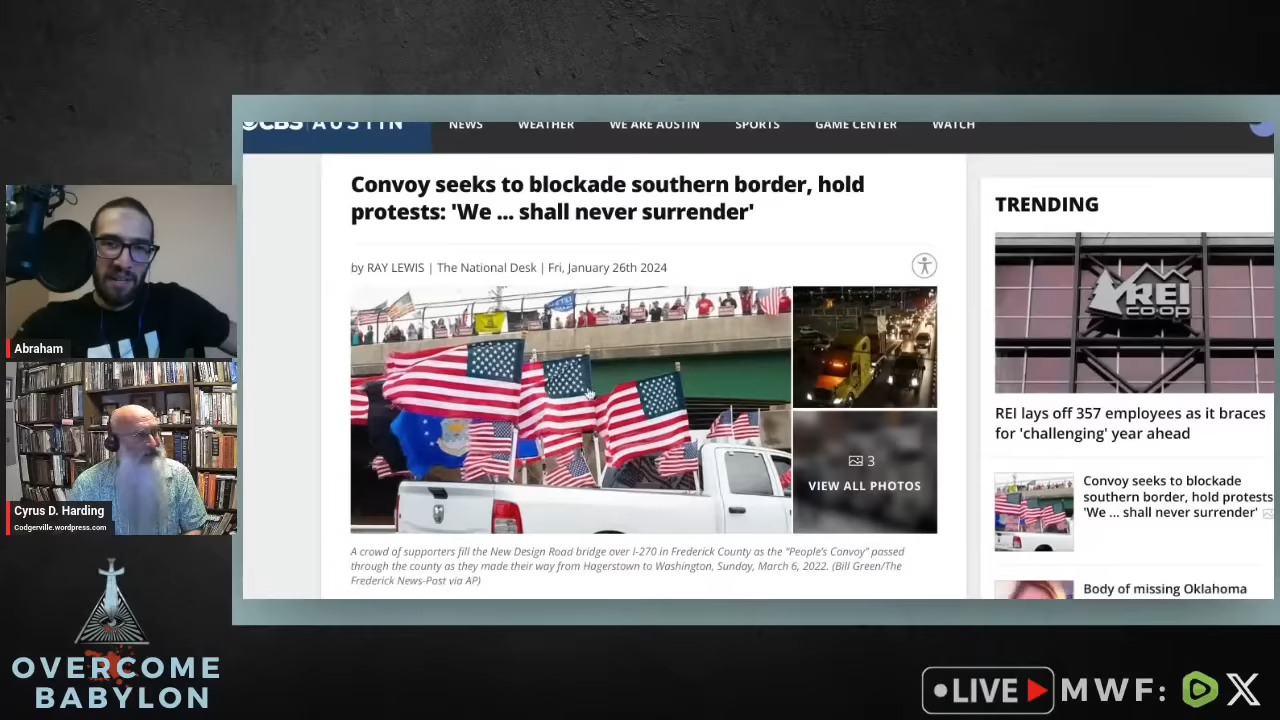 CBS AUSTIN
NEWS
WEATHER
WE ARE AUSTIN
SPORTS
GAME CENTER
WATCH
Convoy seeks to blockade southern border, hold
protests: 'We ... shall never surrender'
by RAY LEWIS | The National Desk | Fri, January 26th 2024
3
VIEW ALL PHOTOS
A crowd of supporters fill the New Design Road bridge over I-270 in Frederick County as the "People's Convoy" passed
through the county as they made their way from Hagerstown to Washington, Sunday, March 6, 2022. (Bill Green/The
Frederick News-Post via AP)
TRENDING
REI
CO·OP
REI lays off 357 employees as it braces
for 'challenging' year ahead
Convoy seeks to blockade
southern border, hold protests
'We ... shall never surrender'
Body of missing Oklahoma
Abraham
Cyrus D. Harding
Codgerville.wordpress.com
OVERCOME
BABYLON
LIVE
MWF:
X